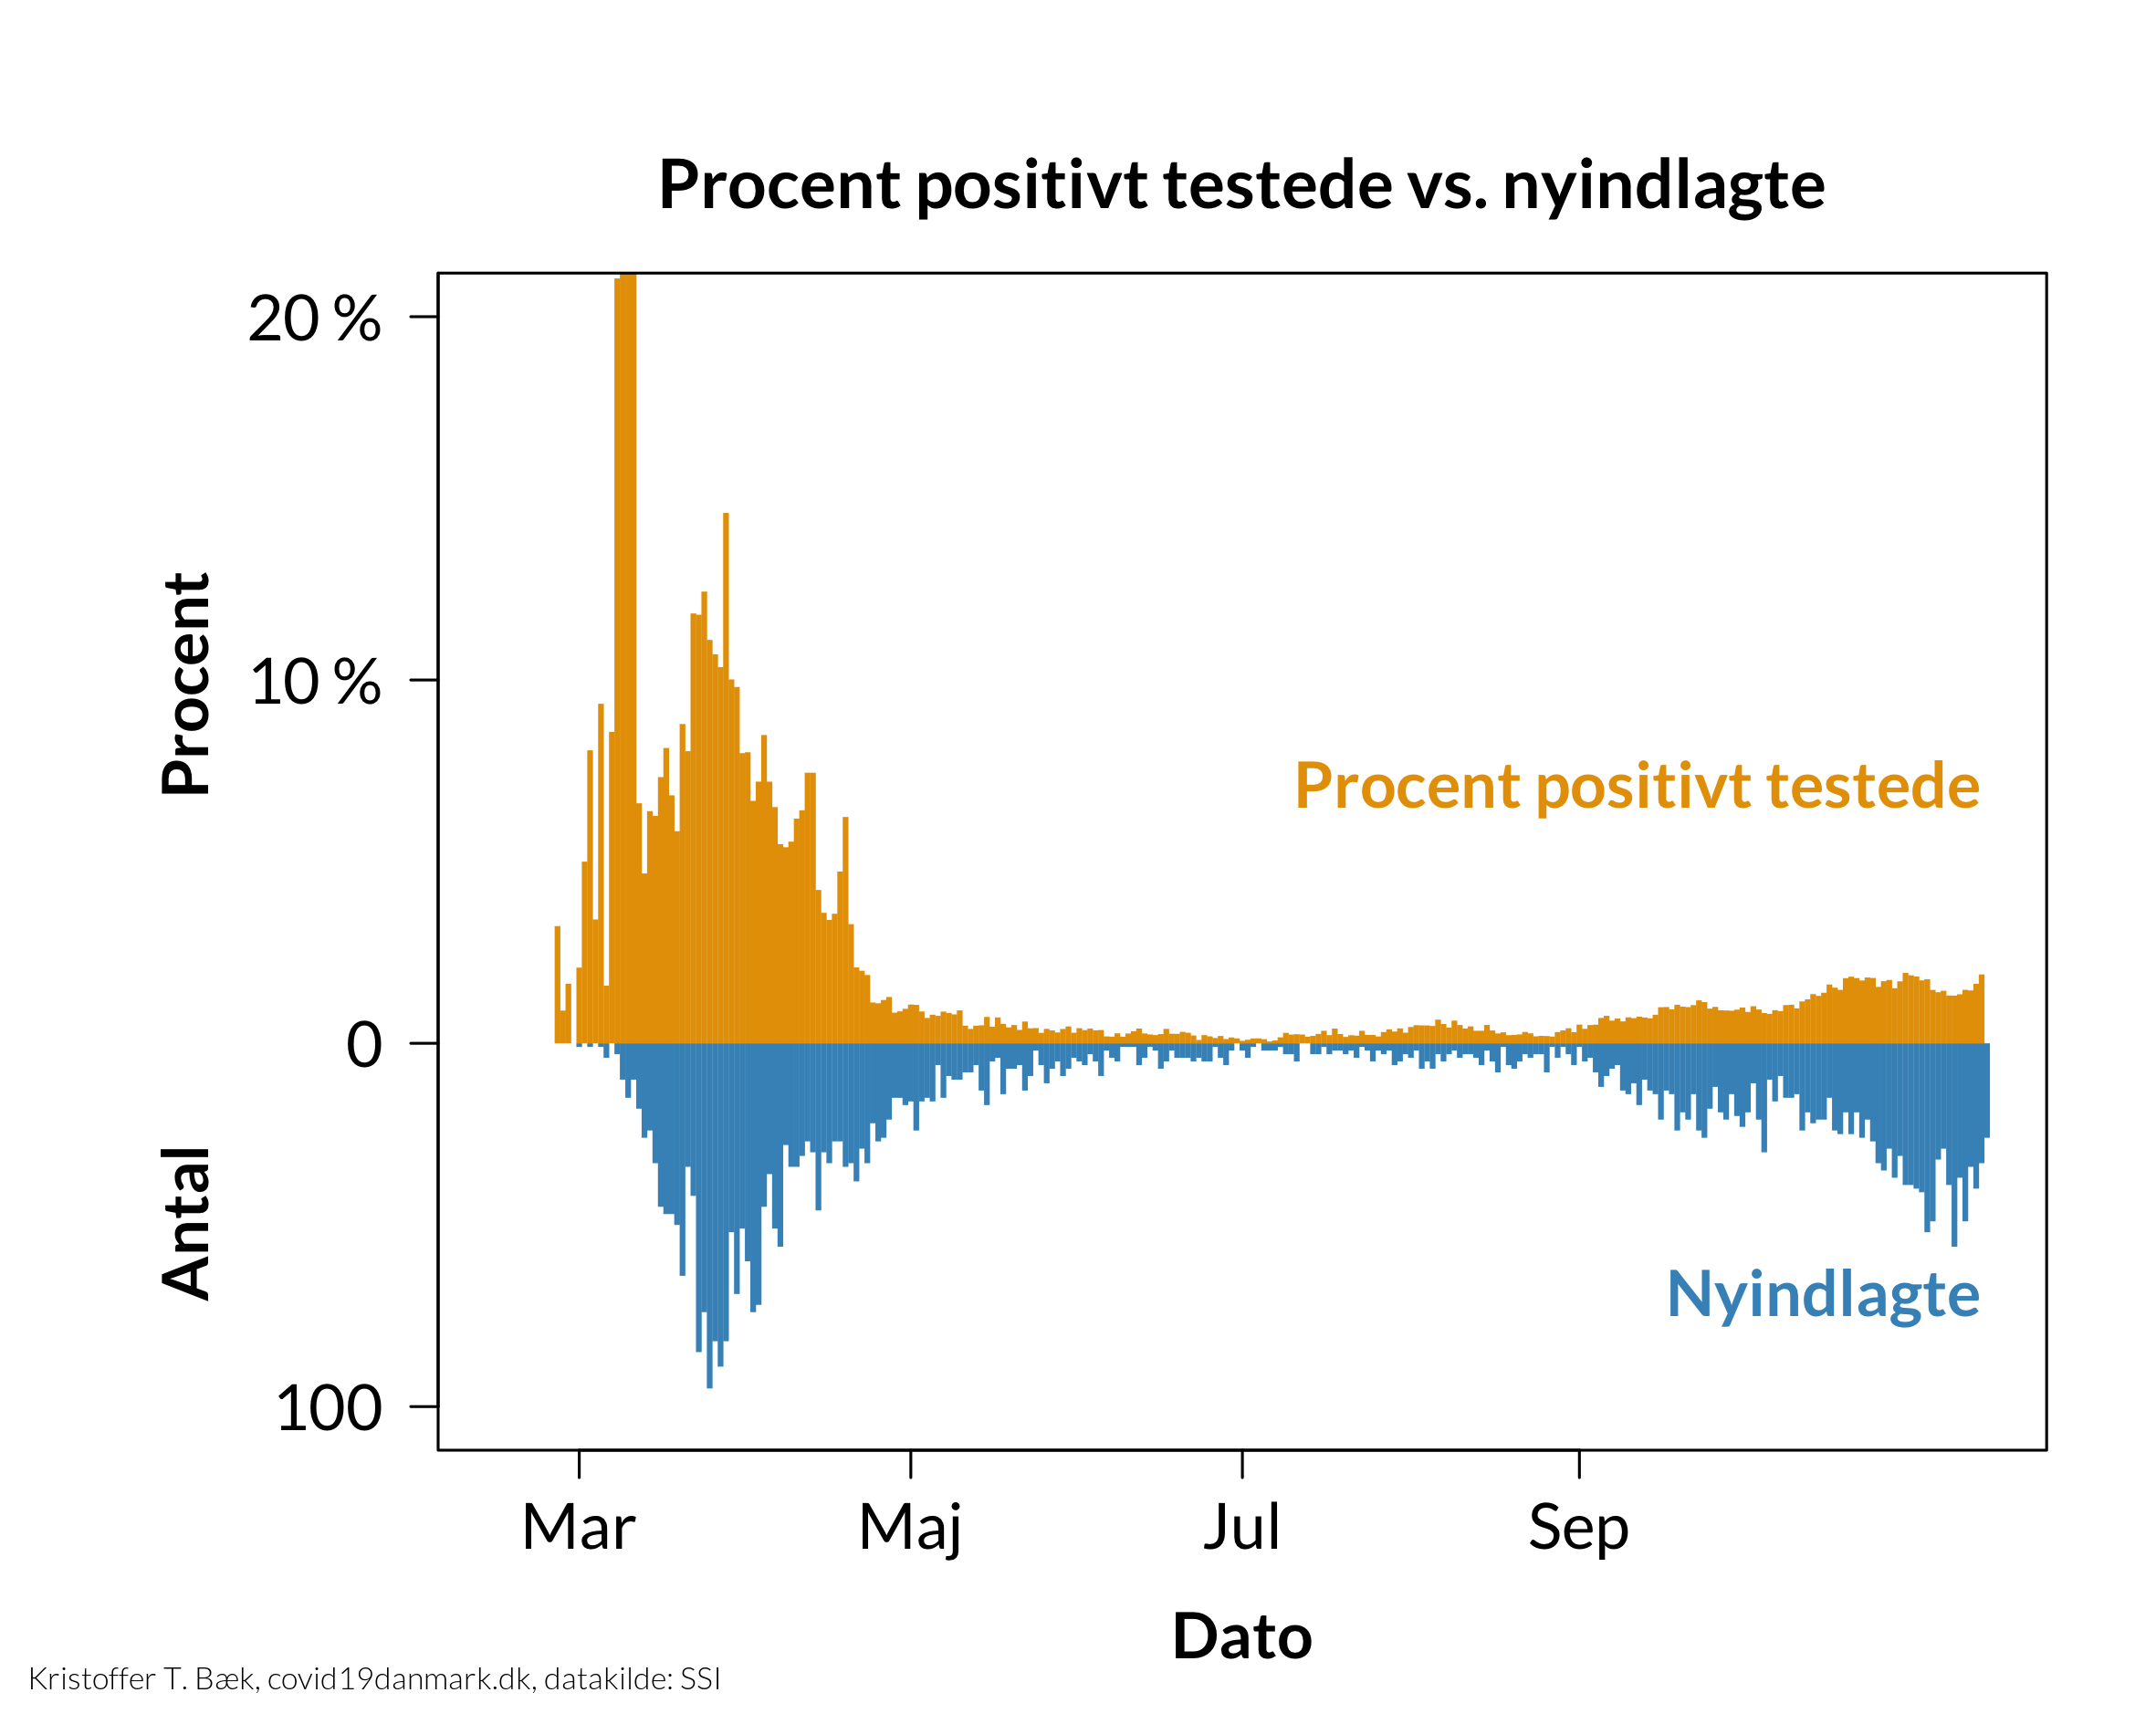 Procent positivt testede vs. nyindlagte
20 %
10 %
0
100
Procent
Antal
Procent positivt testede
Nyindlagte
Mar
Maj
Jul
Sep
Dato
Kristoffer T. Bæk, covid19danmark.dk, datakilde: SSI